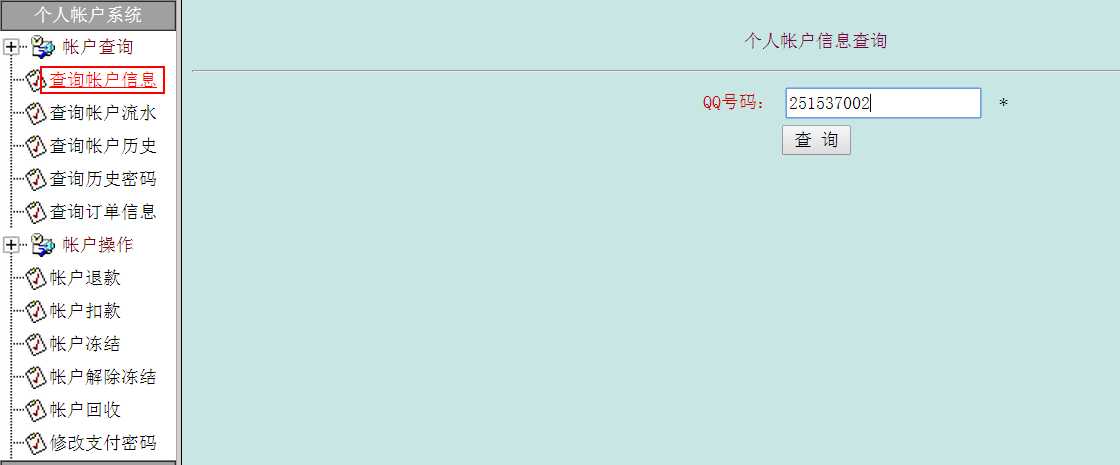 个人帐户系统
帐户查询
查询帐户信息
查询帐户流水
查询帐户历史
查询历史密码
查询订单信息
帐户操作
帐户退款
帐户扣款
帐户冻结
帐户解除冻结
帐户回收
修改支付密码
个人帐户信息查询
QQ号码： 251537002 *
查 询